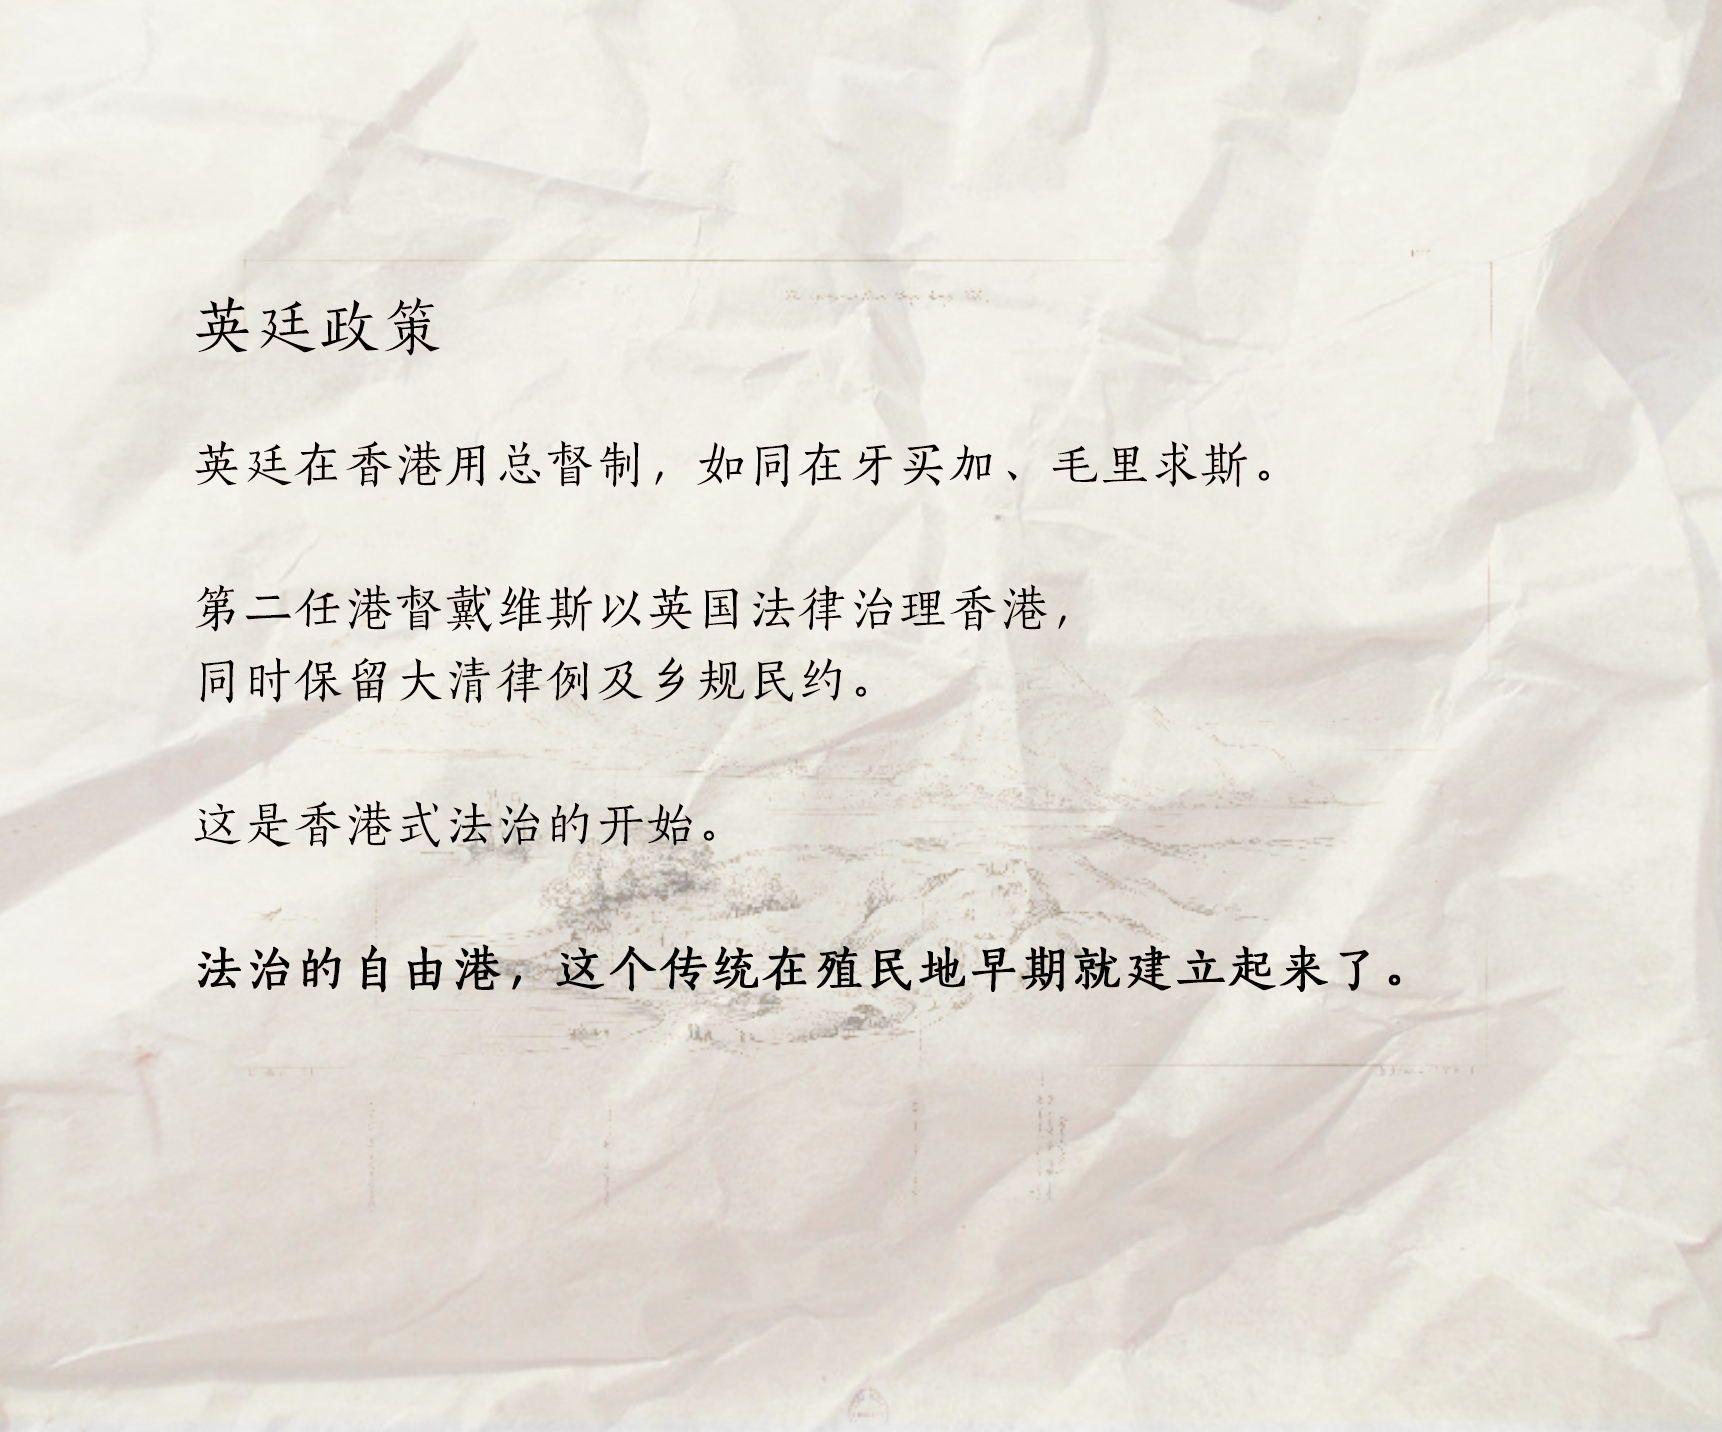 英廷政策
英廷在香港用总督制，如同在牙买加、毛里求斯。
第二任港督戴维斯以英国法律治理香港，
同时保留大清律例及乡规民约。
这是香港式法治的开始。
法治的自由港，这个传统在殖民地早期就建立起来了。